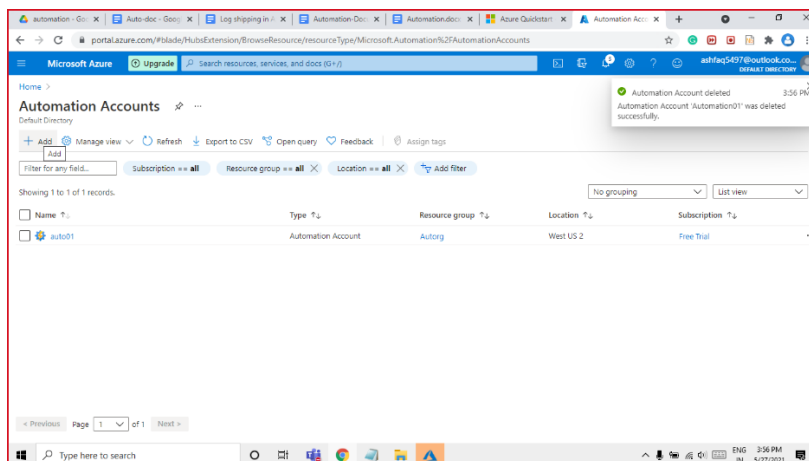 automation - Goo
Auto-doc - Goog
Log shipping in A
Automation-Doc
Automation.docx
Azure Quickstart
Automation Acc
portal.azure.com/#blade/HubsExtension/BrowseResource/resourceType/Microsoft.Automation%2FAutomationAccounts
Microsoft Azure
Upgrade
Search resources, services, and docs (G+/)
ashfaq5497@outlook.co...
DEFAULT DIRECTORY
Home >
Automation Account deleted 3:56 PM
Automation Account 'Automation01' was deleted
successfully.
Automation Accounts
Default Directory
Add Manage view Refresh Export to CSV Open query Feedback Assign tags
Add
Filter for any field... Subscription == all Resource group == all Location == all Add filter
Showing 1 to 1 of 1 records. No grouping List view
Name Type Resource group Location Subscription
auto01 Automation Account Autorg West US 2 Free Trial
< Previous Page 1 of 1 Next >
Type here to search
ENG 3:56 PM
IN 5/27/2021